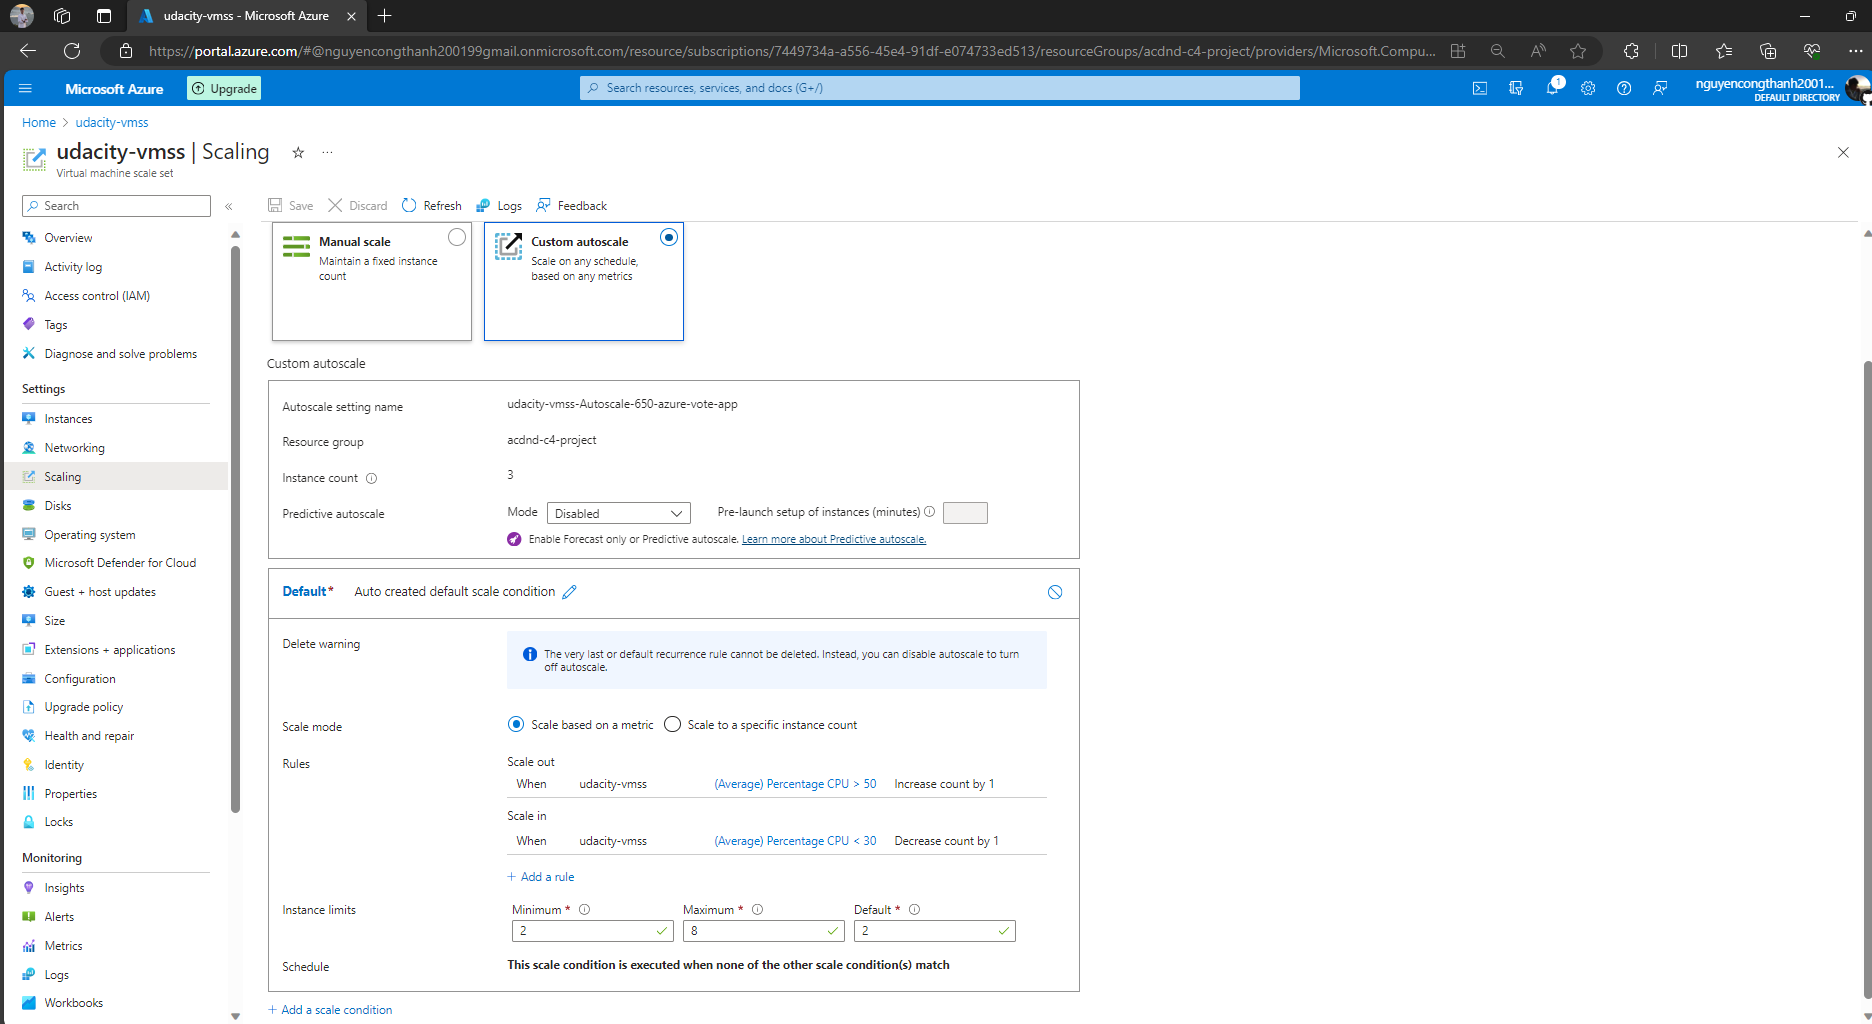 udacity-vmss - Microsoft Azure
https://portal.azure.com/#@nguyencongthanh200199gmail.onmicrosoft.com/resource/subscriptions/7449734a-a556-45e4-91df-e074733ed513/resourceGroups/acdnd-c4-project/providers/Microsoft.Compu...
Microsoft Azure
Upgrade
Search resources, services, and docs (G+/)
1
nguyencongthanh2001...
DEFAULT DIRECTORY
Home > udacity-vmss
udacity-vmss | Scaling
Virtual machine scale set
Search
Save
Discard
Refresh
Logs
Feedback
Overview
Activity log
Access control (IAM)
Tags
Diagnose and solve problems
Settings
Instances
Networking
Scaling
Disks
Operating system
Microsoft Defender for Cloud
Guest + host updates
Size
Extensions + applications
Configuration
Upgrade policy
Health and repair
Identity
Properties
Locks
Monitoring
Insights
Alerts
Metrics
Logs
Workbooks
Manual scale
Maintain a fixed instance
count
Custom autoscale
Scale on any schedule,
based on any metrics
Custom autoscale
Autoscale setting name udacity-vmss-Autoscale-650-azure-vote-app
Resource group acdnd-c4-project
Instance count 3
Predictive autoscale Mode Disabled Pre-launch setup of instances (minutes)
Enable Forecast only or Predictive autoscale. Learn more about Predictive autoscale.
Default* Auto created default scale condition
Delete warning
The very last or default recurrence rule cannot be deleted. Instead, you can disable autoscale to turn
off autoscale.
Scale mode Scale based on a metric Scale to a specific instance count
Rules
Scale out
When udacity-vmss (Average) Percentage CPU > 50 Increase count by 1
Scale in
When udacity-vmss (Average) Percentage CPU < 30 Decrease count by 1
+ Add a rule
Instance limits Minimum * Maximum * Default *
2 8 2
Schedule This scale condition is executed when none of the other scale condition(s) match
+ Add a scale condition